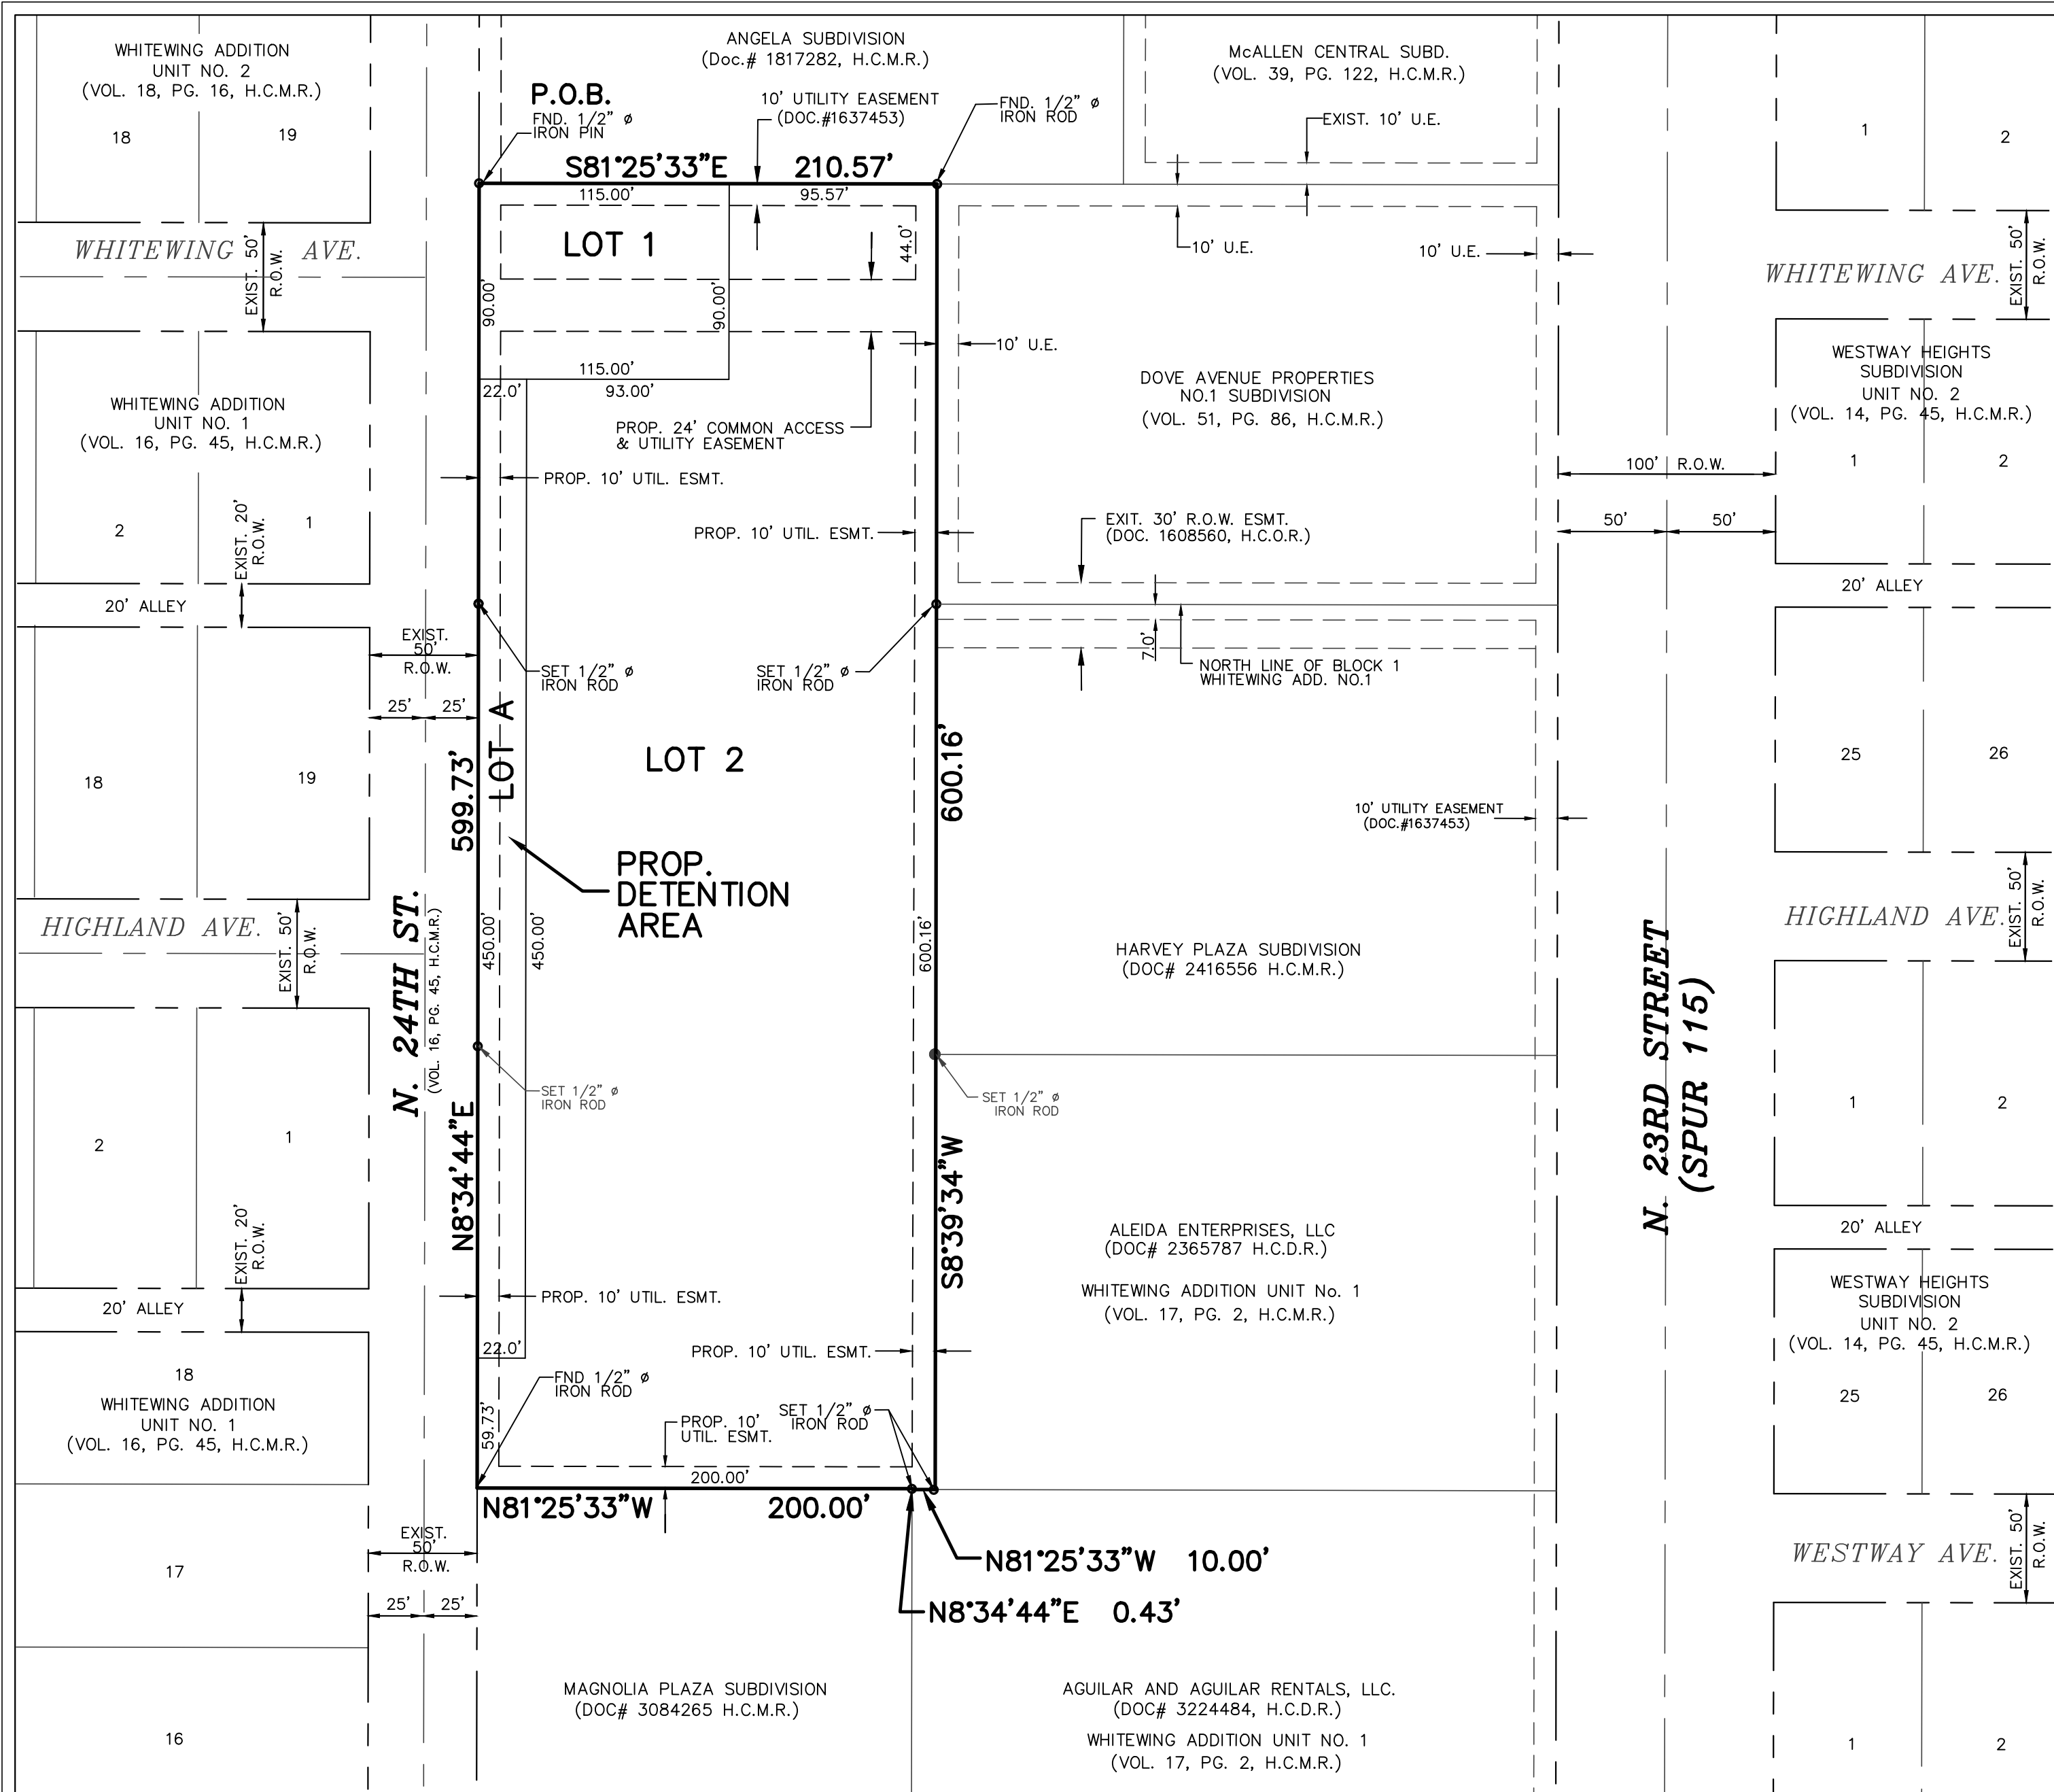 WHITEWING ADDITION
UNIT NO. 2
(VOL. 18, PG. 16, H.C.M.R.)
18
19
ANGELA SUBDIVISION
(Doc.# 1817282, H.C.M.R.)
McALLEN CENTRAL SUBD.
(VOL. 39, PG. 122, H.C.M.R.)
P.O.B.
FND. 1/2" ø
IRON PIN
10' UTILITY EASEMENT
(DOC.#1637453)
FND. 1/2" ø
IRON ROD
EXIST. 10' U.E.
1
2
S81°25'33"E
210.57'
115.00'
95.57'
LOT 1
44.0'
90.00'
90.00'
10' U.E.
10' U.E.
WHITEWING AVE.
EXIST. 50'
R.O.W.
WHITEWING AVE.
EXIST. 50'
R.O.W.
10' U.E.
115.00'
22.0'
93.00'
PROP. 24' COMMON ACCESS
& UTILITY EASEMENT
DOVE AVENUE PROPERTIES
NO.1 SUBDIVISION
(VOL. 51, PG. 86, H.C.M.R.)
WESTWAY HEIGHTS
SUBDIVISION
UNIT NO. 2
(VOL. 14, PG. 45, H.C.M.R.)
1
2
WHITEWING ADDITION
UNIT NO. 1
(VOL. 16, PG. 45, H.C.M.R.)
2
1
EXIST. 20'
R.O.W.
PROP. 10' UTIL. ESMT.
PROP. 10' UTIL. ESMT.
EXIT. 30' R.O.W. ESMT.
(DOC. 1608560, H.C.O.R.)
100' R.O.W.
50'
50'
20' ALLEY
20' ALLEY
EXIST.
50'
R.O.W.
25'
25'
SET 1/2" ø
IRON ROD
SET 1/2" ø
IRON ROD
7.0'
NORTH LINE OF BLOCK 1
WHITEWING ADD. NO.1
18
19
599.73'
LOT A
LOT 2
600.16'
10' UTILITY EASEMENT
(DOC.#1637453)
25
26
PROP.
DETENTION
AREA
HIGHLAND AVE.
EXIST. 50'
R.O.W.
N. 24TH ST.
(VOL. 16, PG. 45, H.C.M.R.)
450.00'
450.00'
600.16'
HARVEY PLAZA SUBDIVISION
(DOC# 2416556 H.C.M.R.)
N. 23RD STREET
(SPUR 115)
HIGHLAND AVE.
EXIST. 50'
R.O.W.
SET 1/2" ø
IRON ROD
SET 1/2" ø
IRON ROD
2
1
1
2
N8°34'44"E
S8°39'34"W
EXIST. 20'
R.O.W.
20' ALLEY
20' ALLEY
ALEIDA ENTERPRISES, LLC
(DOC# 2365787 H.C.D.R.)
WHITEWING ADDITION UNIT No. 1
(VOL. 17, PG. 2, H.C.M.R.)
PROP. 10' UTIL. ESMT.
PROP. 10' UTIL. ESMT.
22.0'
WESTWAY HEIGHTS
SUBDIVISION
UNIT NO. 2
(VOL. 14, PG. 45, H.C.M.R.)
25
26
18
WHITEWING ADDITION
UNIT NO. 1
(VOL. 16, PG. 45, H.C.M.R.)
FND 1/2" ø
IRON ROD
59.73'
PROP. 10'
UTIL. ESMT.
SET 1/2" ø
IRON ROD
200.00'
N81°25'33"W
200.00'
N81°25'33"W 10.00'
N8°34'44"E 0.43'
EXIST.
50'
R.O.W.
25'
25'
17
16
WESTWAY AVE.
EXIST. 50'
R.O.W.
MAGNOLIA PLAZA SUBDIVISION
(DOC# 3084265 H.C.M.R.)
AGUILAR AND AGUILAR RENTALS, LLC.
(DOC# 3224484, H.C.D.R.)
WHITEWING ADDITION UNIT NO. 1
(VOL. 17, PG. 2, H.C.M.R.)
1
2